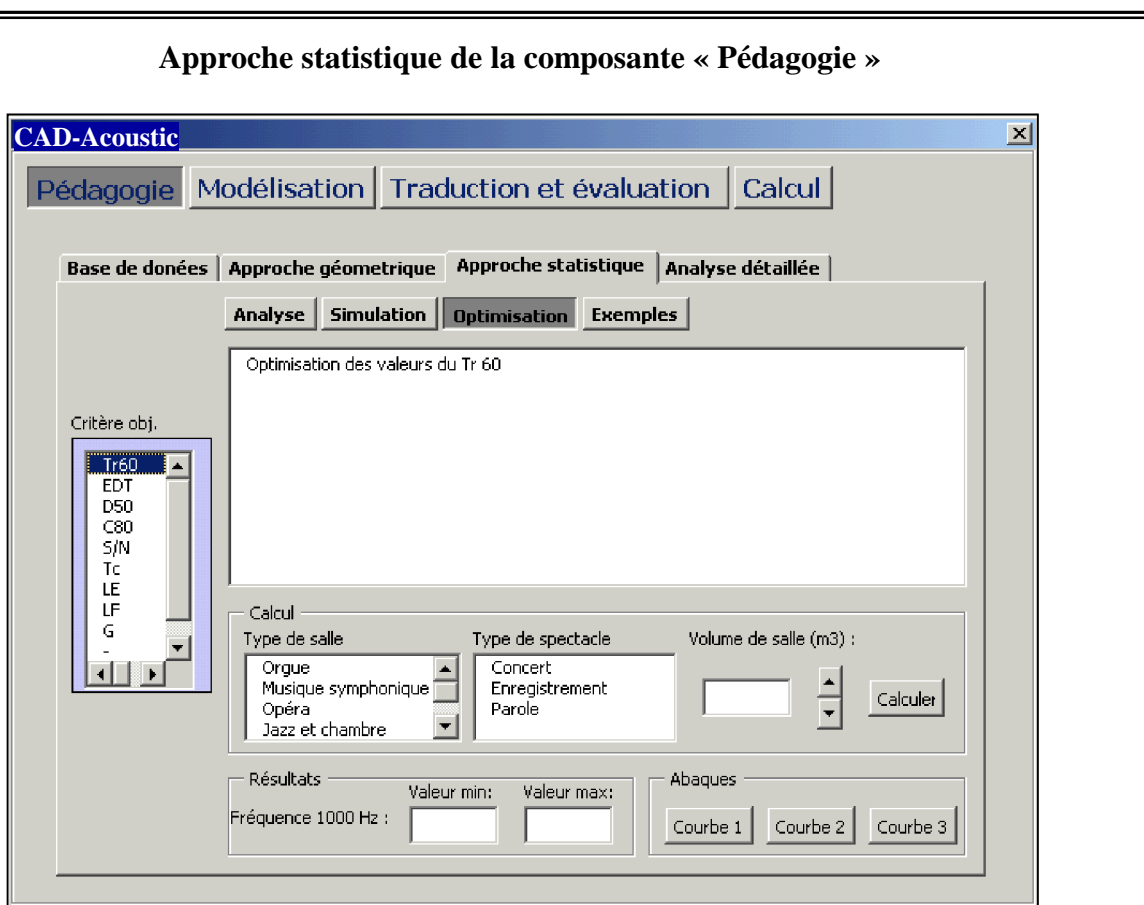 Approche statistique de la composante « Pédagogie »
CAD-Acoustic
Pédagogie Modélisation Traduction et évaluation Calcul
Base de donées Approche géometrique Approche statistique Analyse détaillée
Analyse Simulation Optimisation Exemples
Optimisation des valeurs du Tr 60
Critère obj.
Tr60
EDT
D50
C80
S/N
Tc
LE
LF
G
-
Calcul
Type de salle Type de spectacle Volume de salle (m3) :
Orgue
Musique symphonique
Opéra
Jazz et chambre
Concert
Enregistrement
Parole
Calculer
Résultats
Valeur min: Valeur max:
Fréquence 1000 Hz :
Abaques
Courbe 1 Courbe 2 Courbe 3